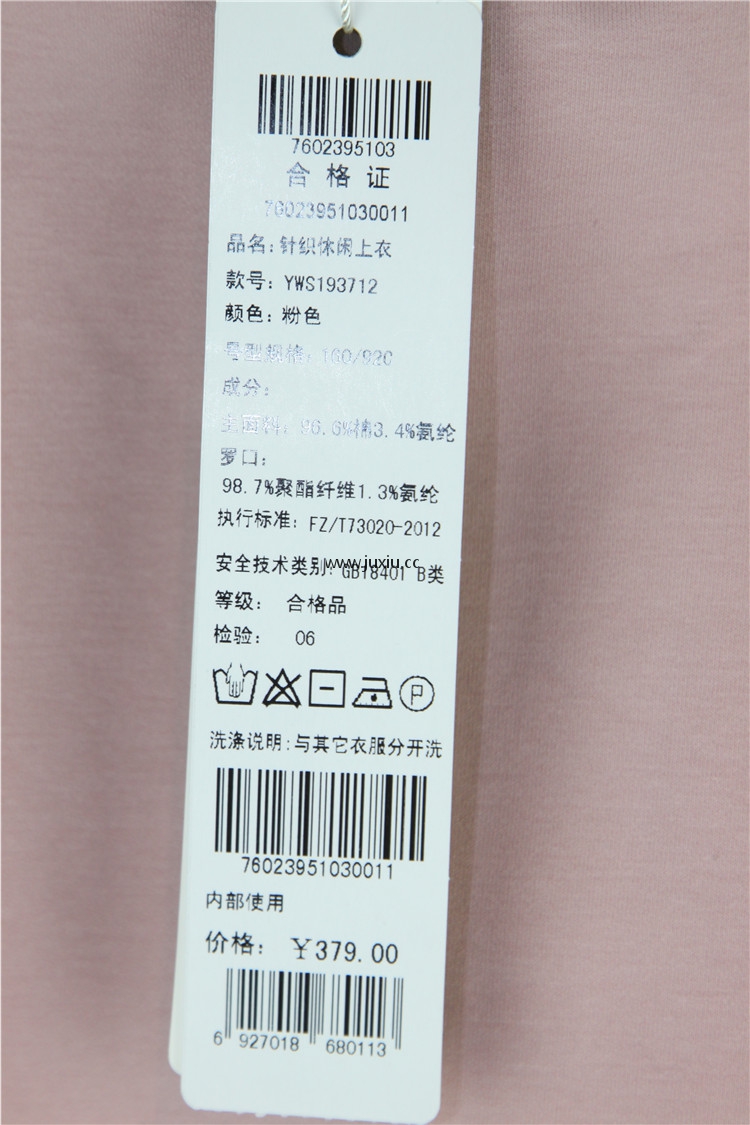 7602395103
合格证
76023951030011
品名:针织休闲上衣
款号: YWS193712
颜色: 粉色
号型规格: 160/92C
成分:
主面料: 96.6%棉3.4%氨纶
罗口:
98.7%聚酯纤维1.3%氨纶
执行标准: FZ/T73020-2012
www.juxiu.cc
安全技术类别: GB18401 B类
等级: 合格品
检验: 06
P
洗涤说明:与其它衣服分开洗
76023951030011
内部使用
价格: ￥379.00
6 927018 680113